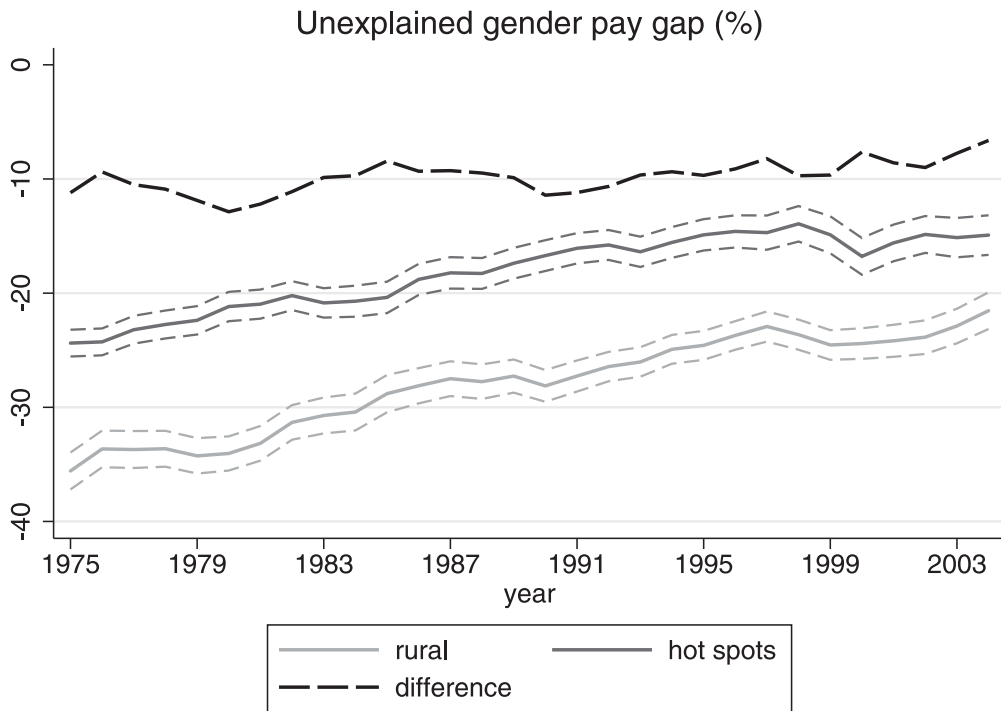 Unexplained gender pay gap (%)
0
-10
-20
-30
-40
1975 1979 1983 1987 1991 1995 1999 2003
year
rural hot spots
difference